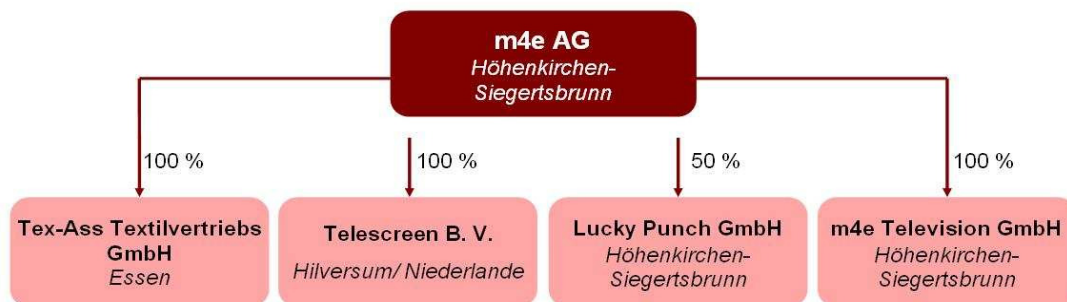 m4e AG
Höhenkirchen-
Siegertsbrunn
100 %
100 %
50 %
100 %
Tex-Ass Textilvertriebs
GmbH
Essen
Telescreen B. V.
Hilversum/ Niederlande
Lucky Punch GmbH
Höhenkirchen-
Siegertsbrunn
m4e Television GmbH
Höhenkirchen-
Siegertsbrunn